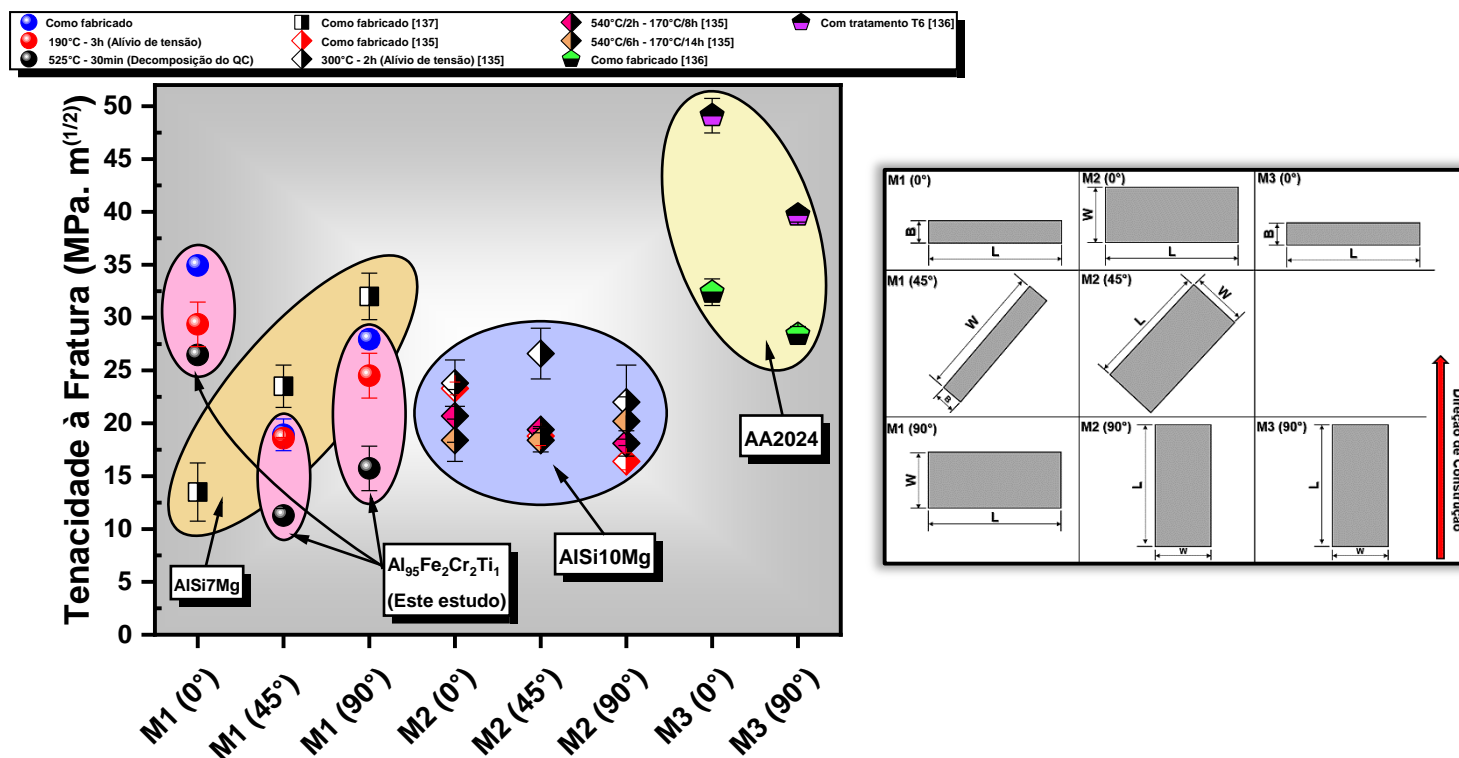 Como fabricado
190°C - 3h (Alívio de tensão)
525°C - 30min (Decomposição do QC)
Como fabricado [137]
Como fabricado [135]
300°C - 2h (Alívio de tensão) [135]
540°C/2h - 170°C/8h [135]
540°C/6h - 170°C/14h [135]
Como fabricado [136]
Com tratamento T6 [136]
Tenacidade à Fratura (MPa. m(1/2))
50
45
40
35
30
25
20
15
10
5
0
AA2024
AlSi10Mg
AlSi7Mg
Al95Fe2Cr2Ti1
(Este estudo)
M1 (0°)
M1 (45°)
M1 (90°)
M2 (0°)
M2 (45°)
M2 (90°)
M3 (0°)
M3 (90°)
M1 (0°)
B
L
M2 (0°)
W
L
M3 (0°)
B
L
M1 (45°)
W
B
M2 (45°)
L
W
M1 (90°)
W
L
M2 (90°)
L
W
M3 (90°)
L
W
Direção de Construção